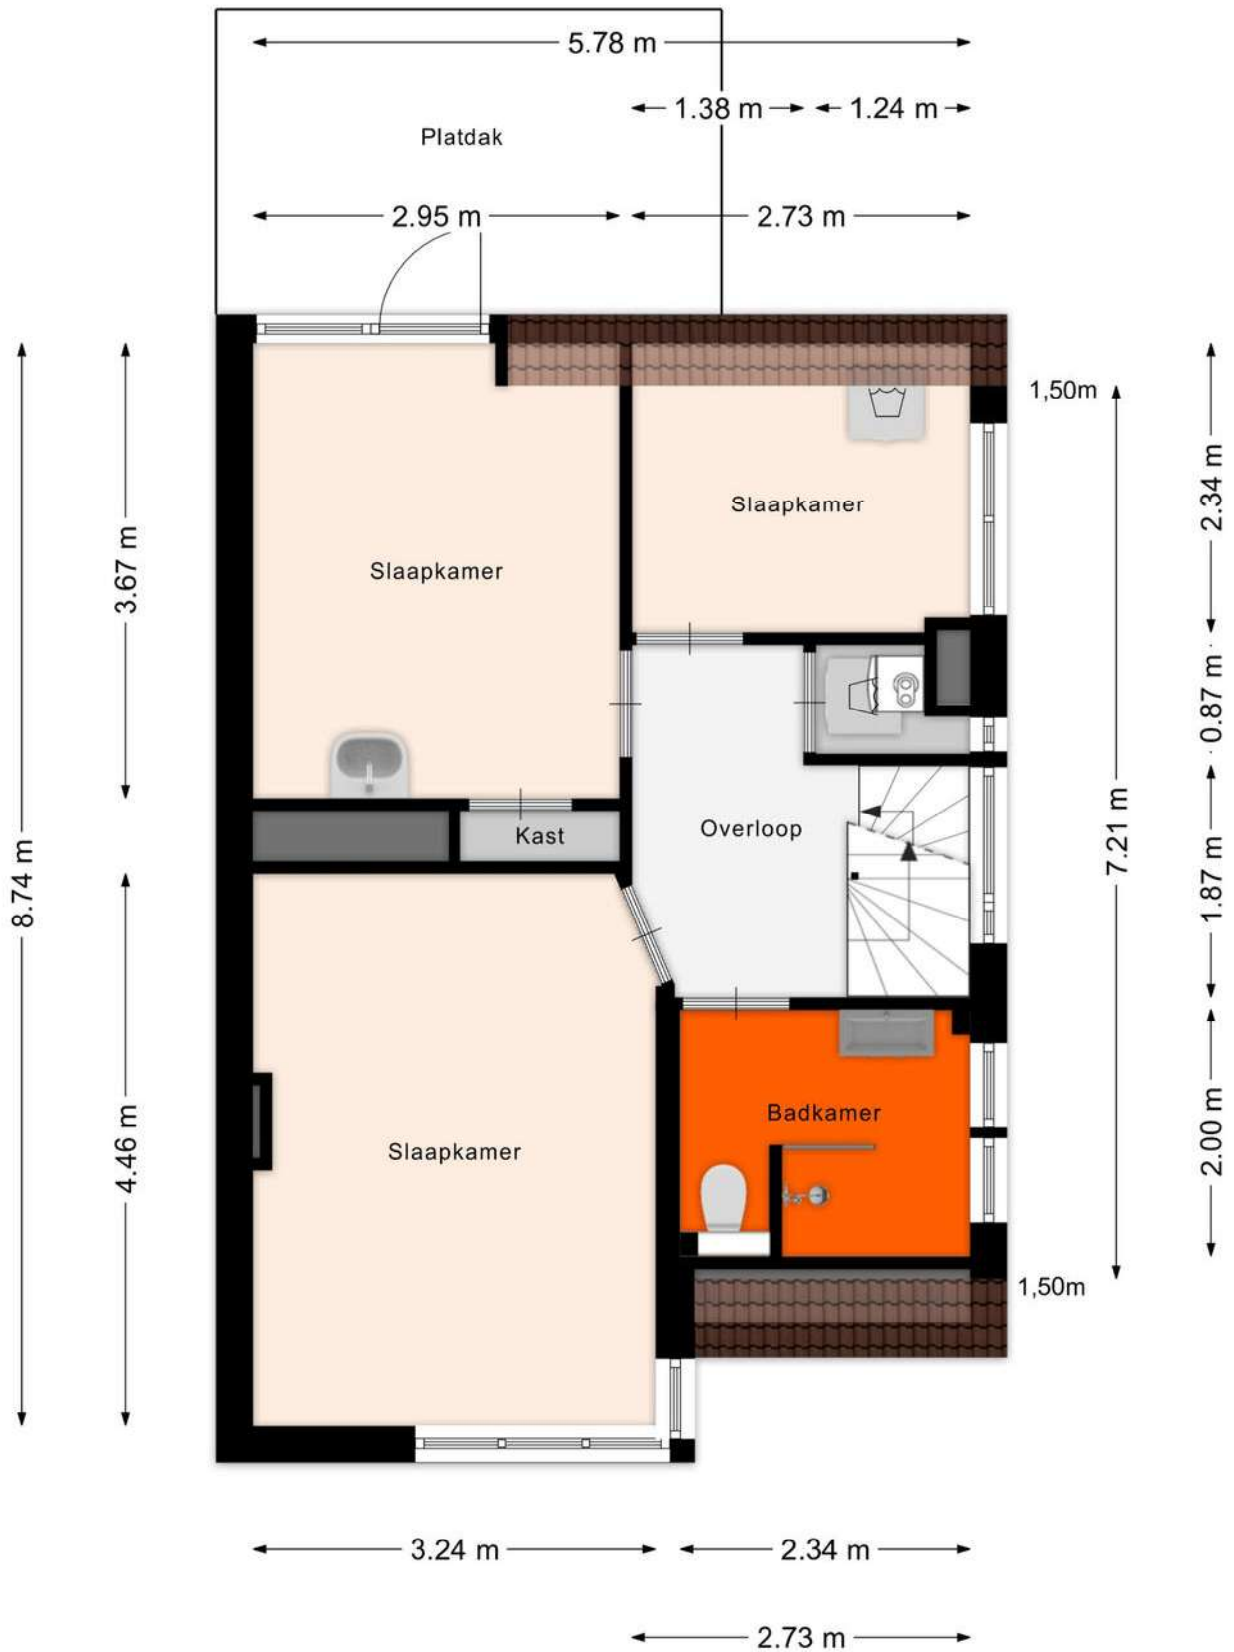 5.78 m
1.38 m
1.24 m
Platdak
2.95 m
2.73 m
1,50m
2.34 m
Slaapkamer
3.67 m
Slaapkamer
0.87 m
Overloop
Kast
7.21 m
8.74 m
1.87 m
Badkamer
2.00 m
Slaapkamer
4.46 m
1,50m
3.24 m
2.34 m
2.73 m